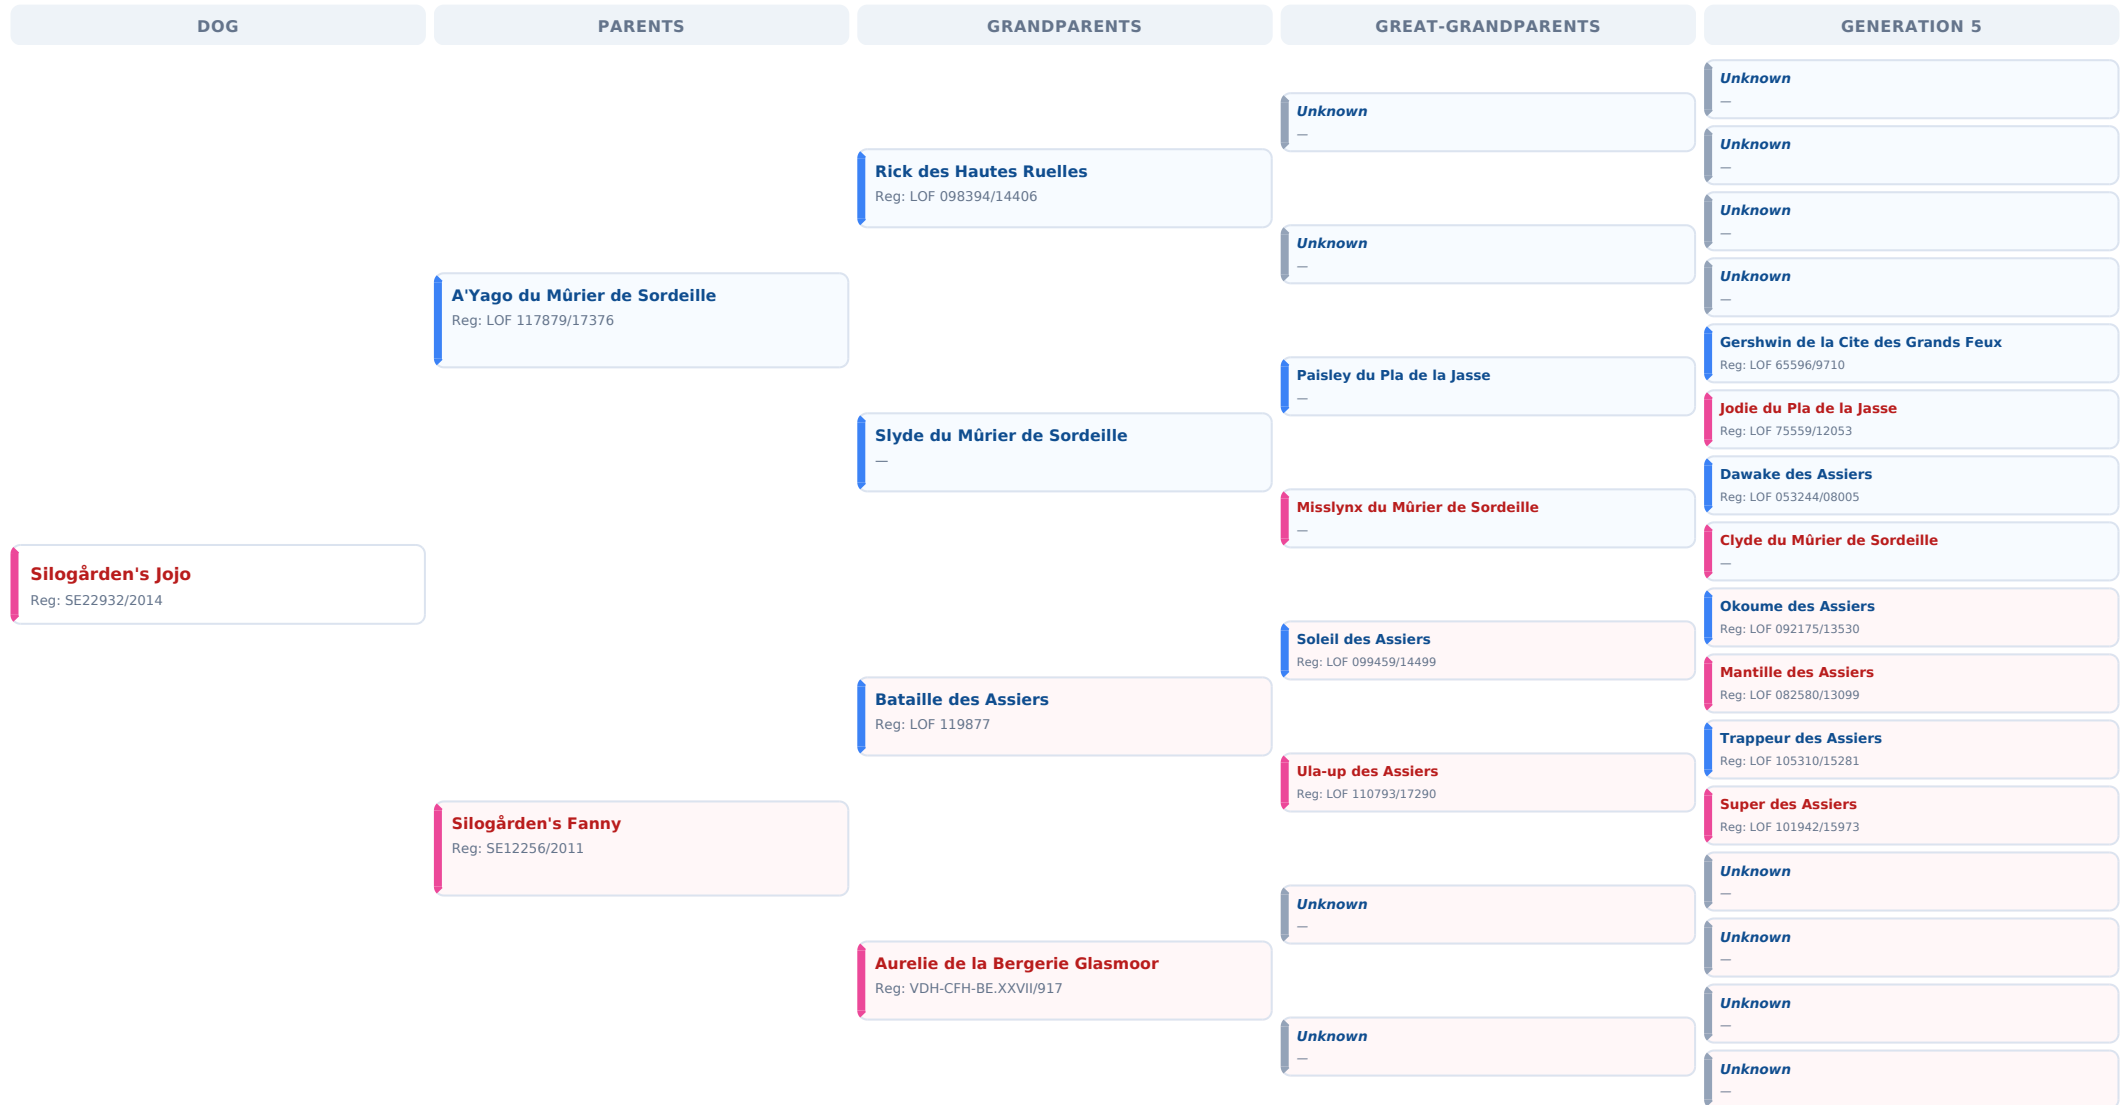 DOG
PARENTS
GRANDPARENTS
GREAT-GRANDPARENTS
GENERATION 5
Silogården's Jojo
Reg: SE22932/2014
A'Yago du Mûrier de Sordeille
Reg: LOF 117879/17376
Silogården's Fanny
Reg: SE12256/2011
Rick des Hautes Ruelles
Reg: LOF 098394/14406
Slyde du Mûrier de Sordeille
—
Bataille des Assiers
Reg: LOF 119877
Aurelie de la Bergerie Glasmoor
Reg: VDH-CFH-BE.XXVII/917
Unknown
—
Unknown
—
Paisley du Pla de la Jasse
—
Misslynx du Mûrier de Sordeille
—
Soleil des Assiers
Reg: LOF 099459/14499
Ula-up des Assiers
Reg: LOF 110793/17290
Unknown
—
Unknown
—
Unknown
—
Unknown
—
Unknown
—
Unknown
—
Gershwin de la Cite des Grands Feux
Reg: LOF 65596/9710
Jodie du Pla de la Jasse
Reg: LOF 75559/12053
Dawake des Assiers
Reg: LOF 053244/08005
Clyde du Mûrier de Sordeille
—
Okoume des Assiers
Reg: LOF 092175/13530
Mantille des Assiers
Reg: LOF 082580/13099
Trappeur des Assiers
Reg: LOF 105310/15281
Super des Assiers
Reg: LOF 101942/15973
Unknown
—
Unknown
—
Unknown
—
Unknown
—